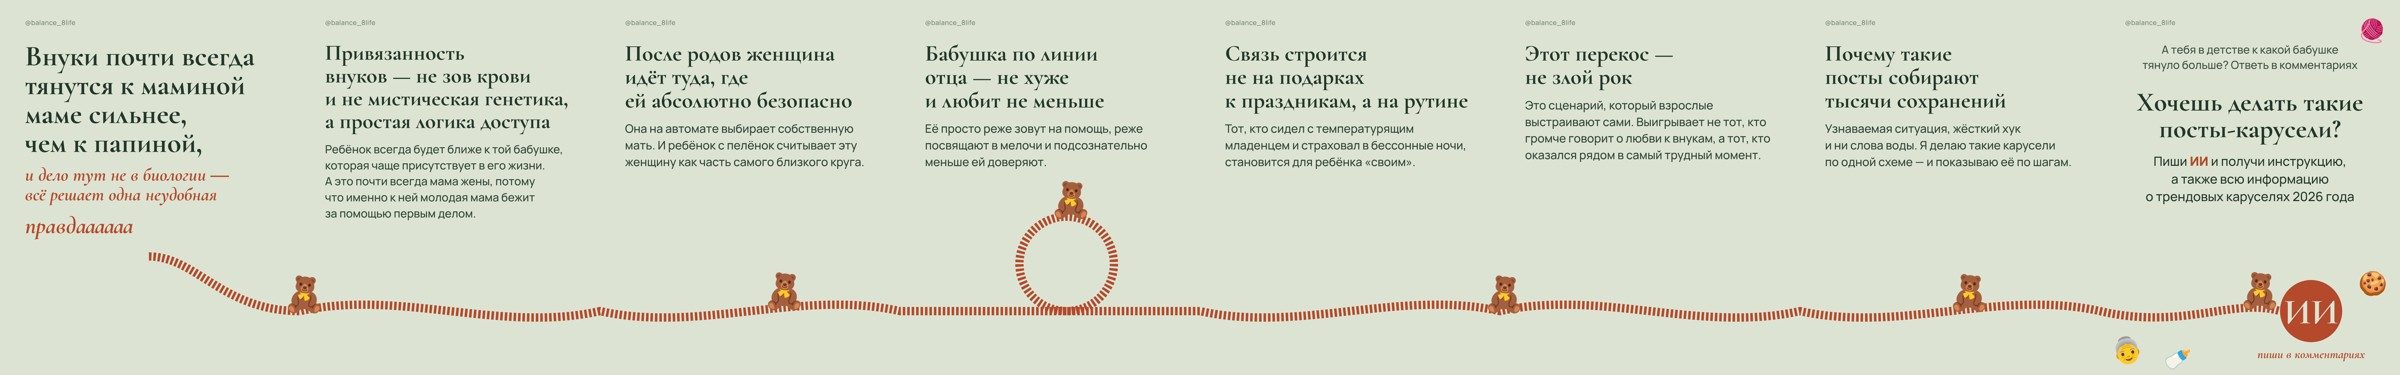 @balance_8life
Внуки почти всегда
тянутся к маминой
маме сильнее,
чем к папиной,
и дело тут не в биологии —
всё решает одна неудобная
правдаааааа
@balance_8life
Привязанность
внуков — не зов крови
и не мистическая генетика,
а простая логика доступа
Ребёнок всегда будет ближе к той бабушке,
которая чаще присутствует в его жизни.
А это почти всегда мама жены, потому
что именно к ней молодая мама бежит
за помощью первым делом.
@balance_8life
После родов женщина
идёт туда, где
ей абсолютно безопасно
Она на автомате выбирает собственную
мать. И ребёнок с пелёнок считывает эту
женщину как часть самого близкого круга.
@balance_8life
Бабушка по линии
отца — не хуже
и любит не меньше
Её просто реже зовут на помощь, реже
посвящают в мелочи и подсознательно
меньше ей доверяют.
@balance_8life
Связь строится
не на подарках
к праздникам, а на рутине
Тот, кто сидел с температурящим
младенцем и страховал в бессонные ночи,
становится для ребёнка «своим».
@balance_8life
Этот перекос —
не злой рок
Это сценарий, который взрослые
выстраивают сами. Выигрывает не тот, кто
громче говорит о любви к внукам, а тот, кто
оказался рядом в самый трудный момент.
@balance_8life
Почему такие
посты собирают
тысячи сохранений
Узнаваемая ситуация, жёсткий хук
и ни слова воды. Я делаю такие карусели
по одной схеме — и показываю её по шагам.
@balance_8life
А тебя в детстве к какой бабушке
тянуло больше? Ответь в комментариях
Хочешь делать такие
посты-карусели?
Пиши ИИ и получи инструкцию,
а также всю информацию
о трендовых каруселях 2026 года
ИИ
пиши в комментариях